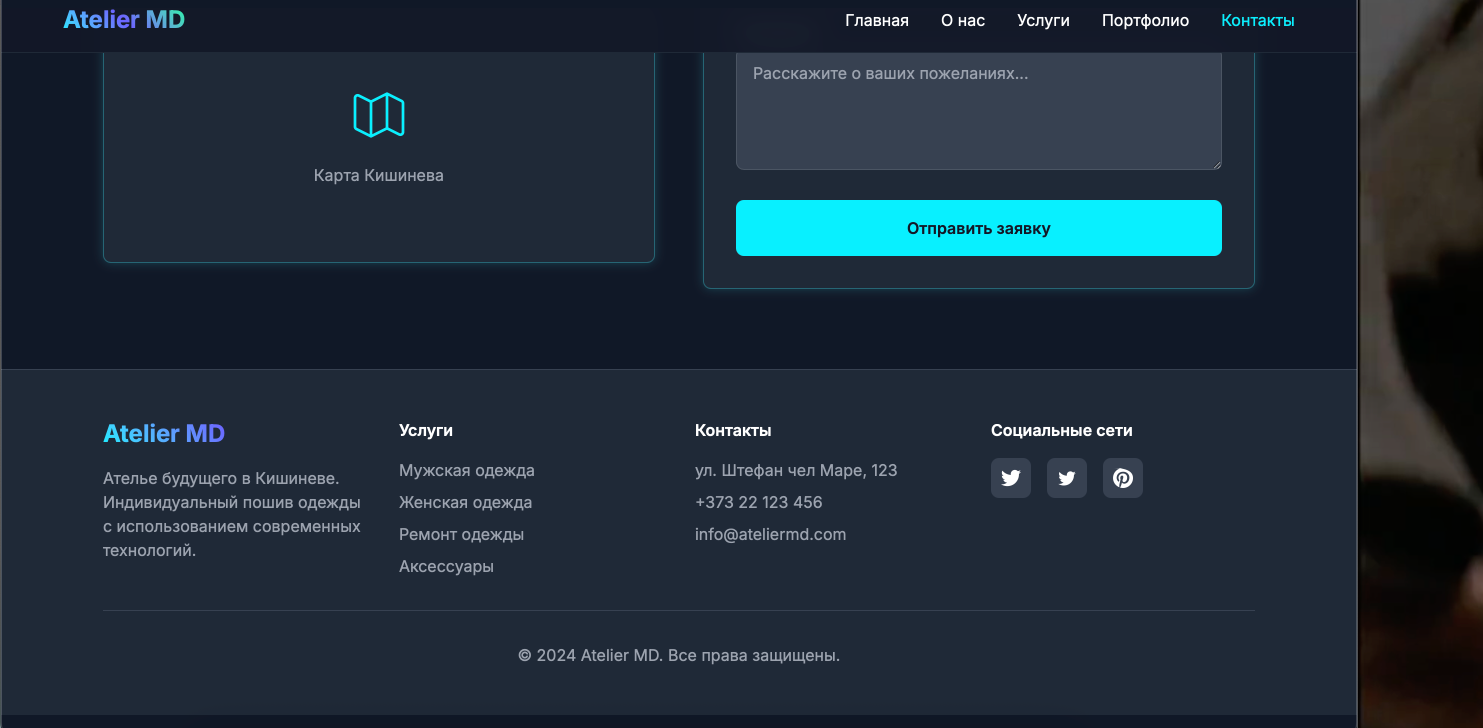 Atelier MD
Главная
О нас
Услуги
Портфолио
Контакты
Карта Кишинева
Расскажите о ваших пожеланиях...
Отправить заявку
Atelier MD
Ателье будущего в Кишиневе.
Индивидуальный пошив одежды
с использованием современных
технологий.
Услуги
Мужская одежда
Женская одежда
Ремонт одежды
Аксессуары
Контакты
ул. Штефан чел Маре, 123
+373 22 123 456
info@ateliermd.com
Социальные сети
© 2024 Atelier MD. Все права защищены.